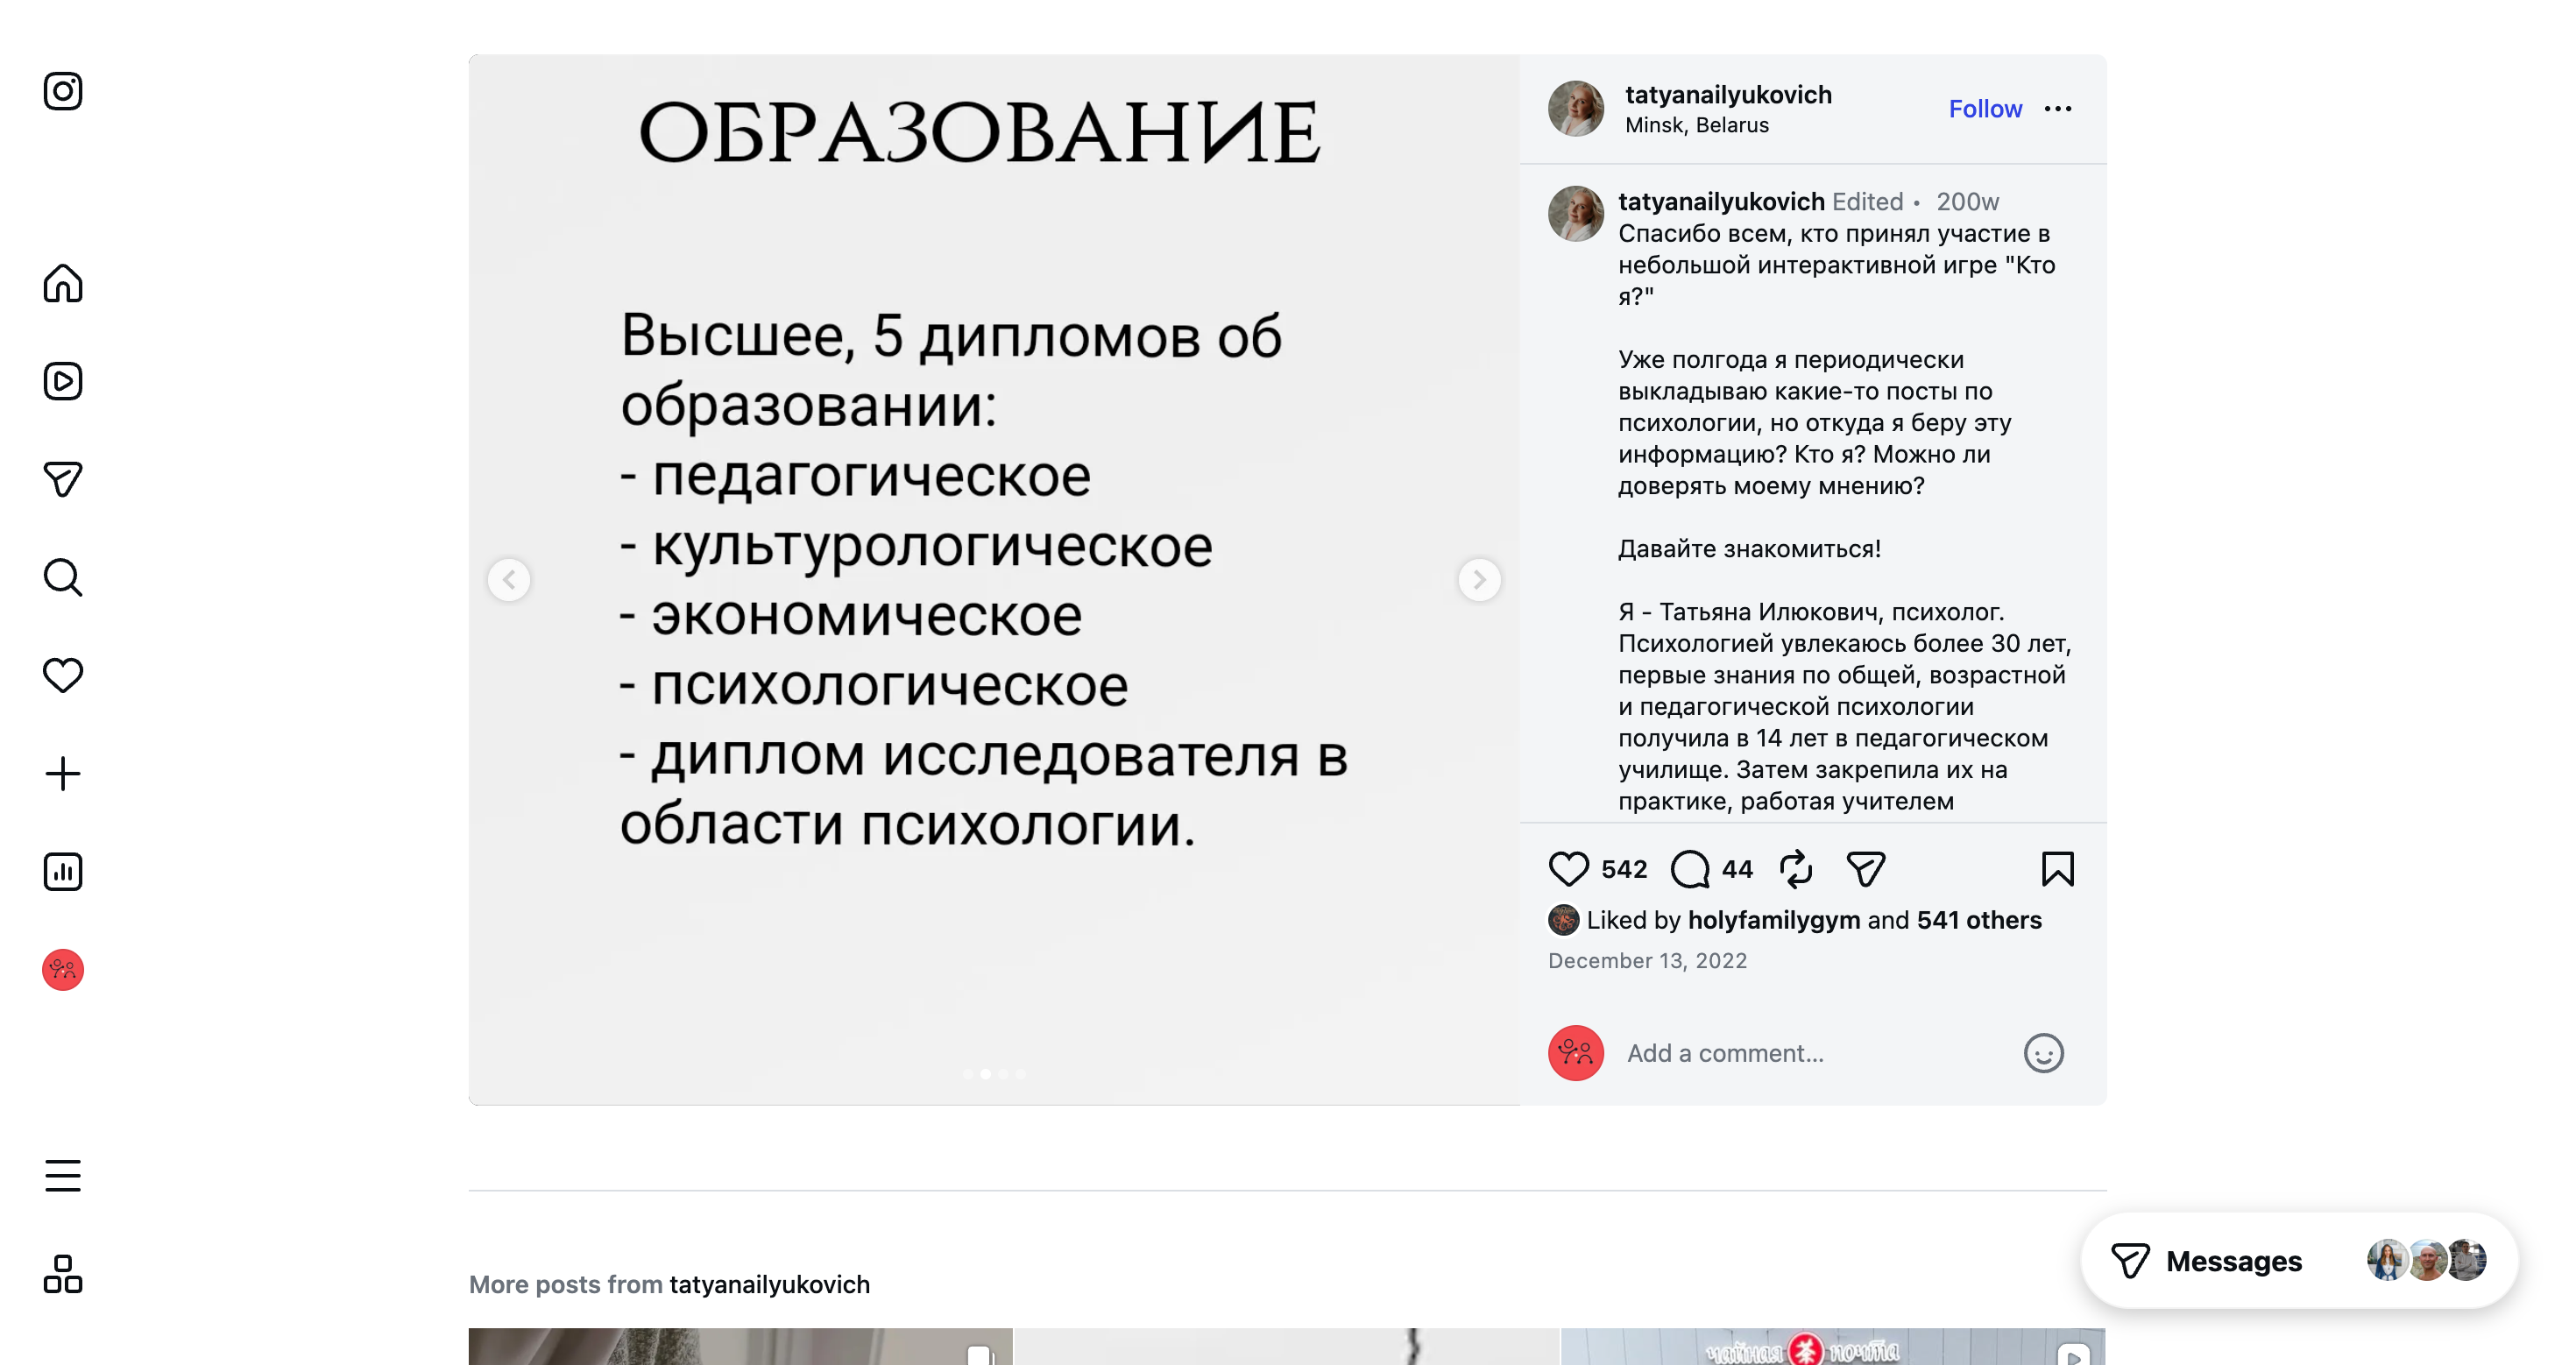 ОБРАЗОВАНИЕ
Высшее, 5 дипломов об
образовании:
- педагогическое
- культурологическое
- экономическое
- психологическое
- диплом исследователя в
области психологии.
tatyanailyukovich
Minsk, Belarus
Follow
tatyanailyukovich Edited • 200w
Спасибо всем, кто принял участие в
небольшой интерактивной игре "Кто
я?"
Уже полгода я периодически
выкладываю какие-то посты по
психологии, но откуда я беру эту
информацию? Кто я? Можно ли
доверять моему мнению?
Давайте знакомиться!
Я - Татьяна Илюкович, психолог.
Психологией увлекаюсь более 30 лет,
первые знания по общей, возрастной
и педагогической психологии
получила в 14 лет в педагогическом
училище. Затем закрепила их на
практике, работая учителем
542 44
Liked by holyfamilygym and 541 others
December 13, 2022
Add a comment...
Messages
More posts from tatyanailyukovich
чайная почта